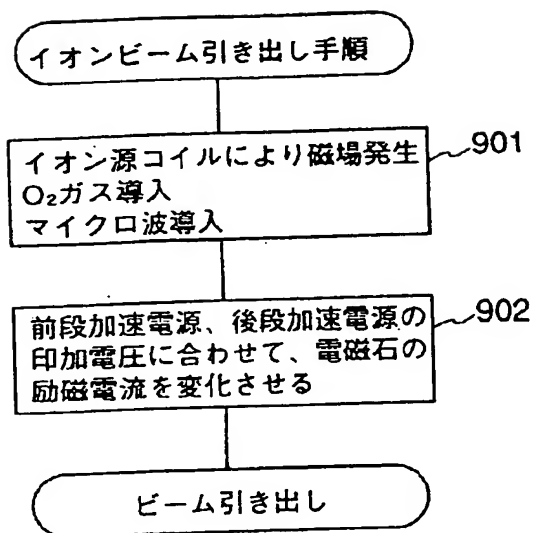 イオンビーム引き出し手順
イオン源コイルにより磁場発生
O₂ガス導入
マイクロ波導入
901
前段加速電源、後段加速電源の
印加電圧に合わせて、電磁石の
励磁電流を変化させる
902
ビーム引き出し